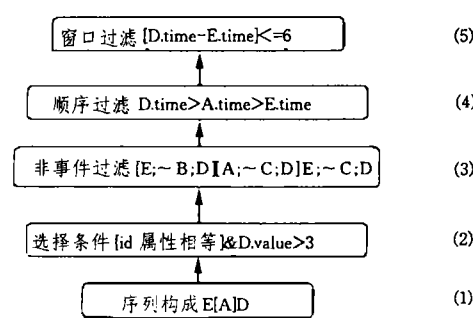 窗口过滤{D.time-E.time}<=6 (5)
顺序过滤 D.time>A.time>E.time (4)
非事件过滤{E;~B;D}[A;~C;D]E;~C;D (3)
选择条件{id 属性相等}&D.value>3 (2)
序列构成E[A]D (1)